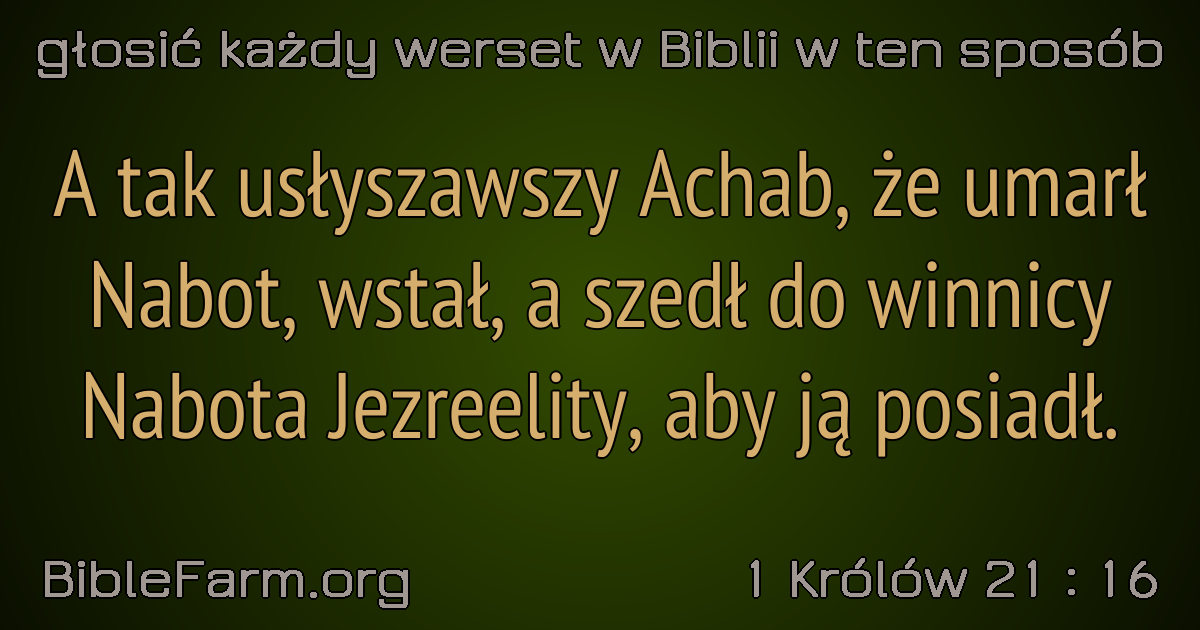 głosić każdy werset w Biblii w ten sposób
A tak usłyszawszy Achab, że umarł
Nabot, wstał, a szedł do winnicy
Nabota Jezreelity, aby ją posiadł.
BibleFarm.org
1 Królów 21 : 16